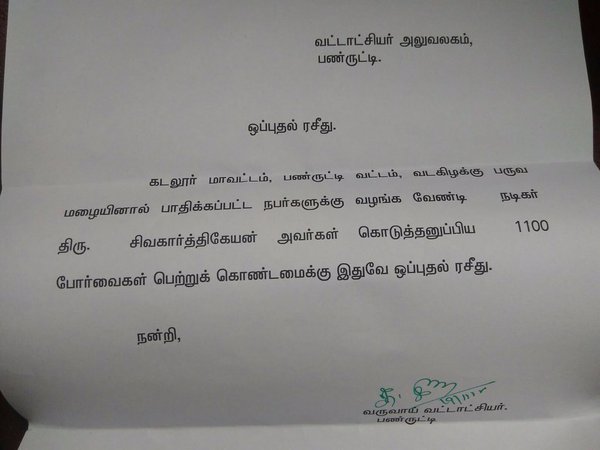 வட்டாட்சியர் அலுவலகம்,
பண்ருட்டி.
ஒப்புதல் ரசீது.
கடலூர் மாவட்டம், பண்ருட்டி வட்டம், வடகிழக்கு பருவ
மழையினால் பாதிக்கப்பட்ட நபர்களுக்கு வழங்க வேண்டி நடிகர்
திரு. சிவகார்த்திகேயன் அவர்கள் கொடுத்தனுப்பிய 1100
போர்வைகள் பெற்றுக் கொண்டமைக்கு இதுவே ஒப்புதல் ரசீது.
நன்றி,
வருவாய் வட்டாட்சியர்.
பண்ருட்டி